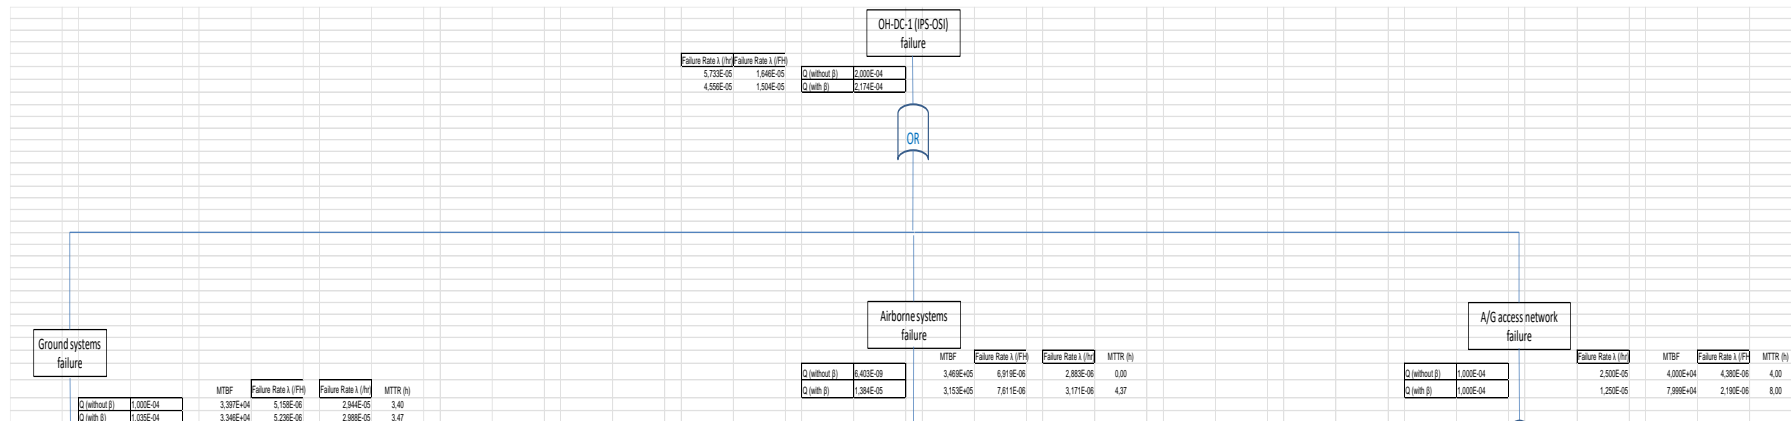 OH-DC-1 (IPS-OSI)
failure
Failure Rate λ (/hr) Failure Rate λ (/FH)
5,733E-05 1,646E-05 Q (without β) 2,000E-04
4,556E-05 1,504E-05 Q (with β) 2,174E-04
OR
Ground systems
failure
MTBF Failure Rate λ (/FH) Failure Rate λ (/hr) MTTR (h)
Q (without β) 1,000E-04 3,397E+04 5,158E-06 2,944E-05 3,40
Q (with β) 1,035E-04 3,346E+04 5,236E-06 2,988E-05 3,47
Airborne systems
failure
MTBF Failure Rate λ (/FH) Failure Rate λ (/hr) MTTR (h)
Q (without β) 6,403E-09 3,469E+05 6,919E-06 2,883E-06 0,00
Q (with β) 1,384E-05 3,153E+05 7,611E-06 3,171E-06 4,37
A/G access network
failure
Failure Rate λ (/hr) MTBF Failure Rate λ (/FH MTTR (h)
Q (without β) 1,000E-04 2,500E-05 4,000E+04 4,380E-06 4,00
Q (with β) 1,000E-04 1,250E-05 7,999E+04 2,190E-06 8,00